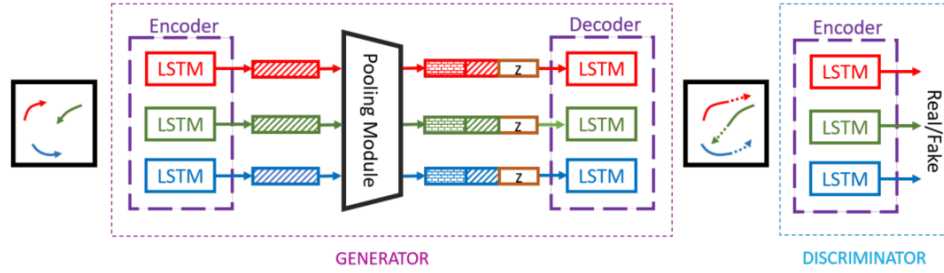 Encoder
LSTM
LSTM
LSTM
Pooling Module
z
z
z
Decoder
LSTM
LSTM
LSTM
GENERATOR
Encoder
LSTM
LSTM
LSTM
Real/Fake
DISCRIMINATOR